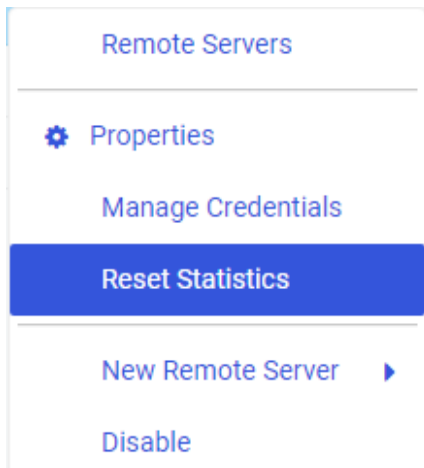 Remote Servers
Properties
Manage Credentials
Reset Statistics
New Remote Server
Disable